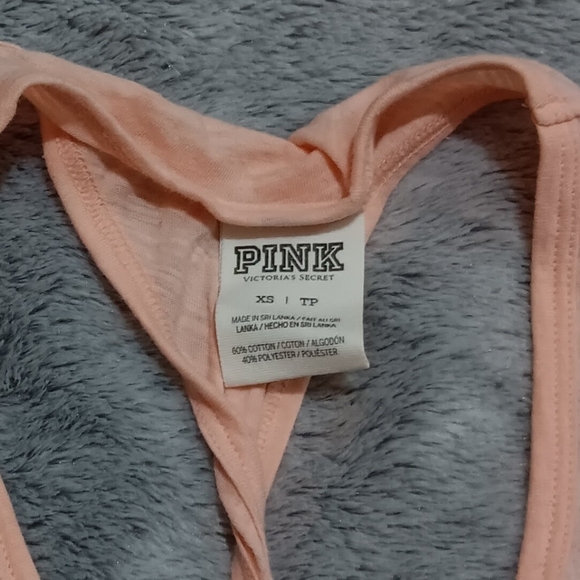 PINK
VICTORIA'S SECRET
XS | TP
MADE IN SRI LANKA / FAIT AU SRI
LANKA / HECHO EN SRI LANKA
60% COTTON / COTON / ALGODÓN
40% POLYESTER / POLIÉSTER